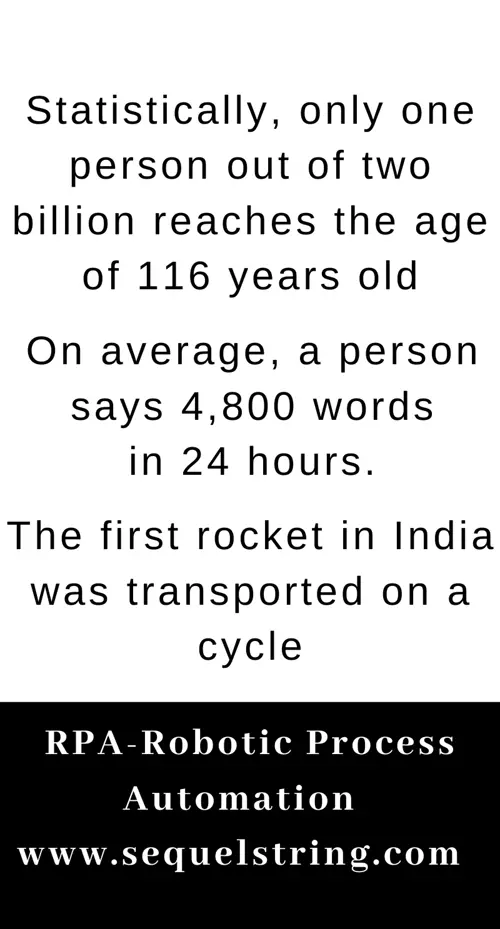 Statistically, only one
person out of two
billion reaches the age
of 116 years old
On average, a person
says 4,800 words
in 24 hours.
The first rocket in India
was transported on a
cycle
RPA-Robotic Process
Automation
www.sequelstring.com